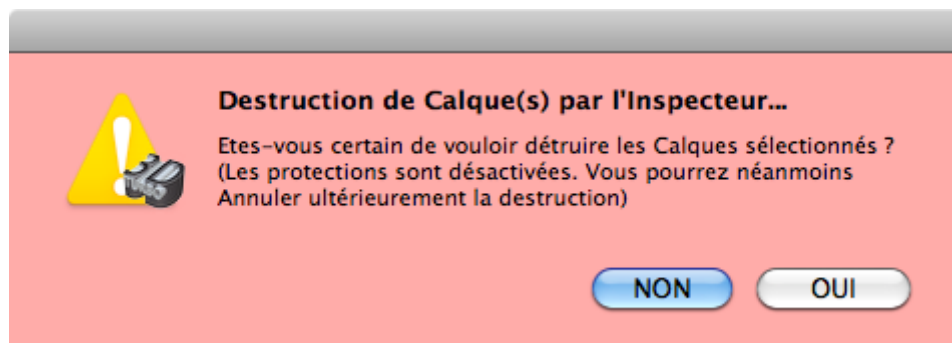 Destruction de Calque(s) par l'Inspecteur...
Etes-vous certain de vouloir détruire les Calques sélectionnés ?
(Les protections sont désactivées. Vous pourrez néanmoins
Annuler ultérieurement la destruction)
NON OUI